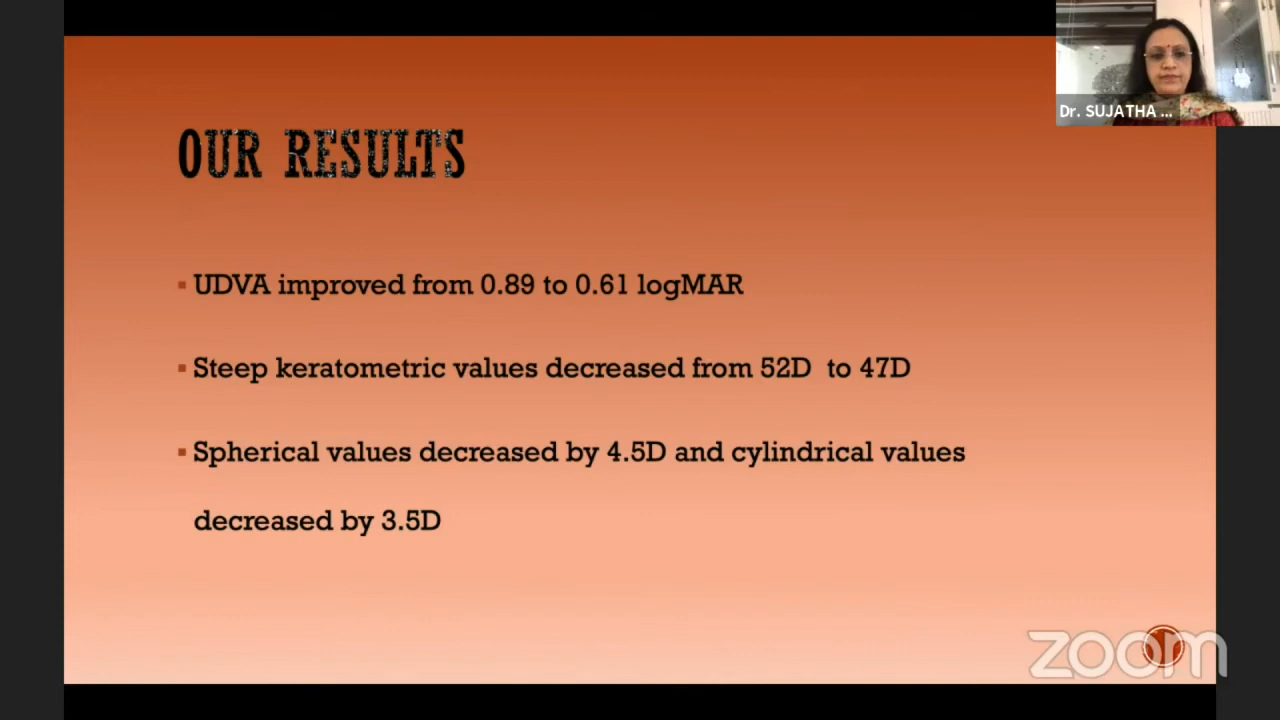 Dr. SUJATHA ...
OUR RESULTS
▪ UDVA improved from 0.89 to 0.61 logMAR
▪ Steep keratometric values decreased from 52D to 47D
▪ Spherical values decreased by 4.5D and cylindrical values
decreased by 3.5D
zoom